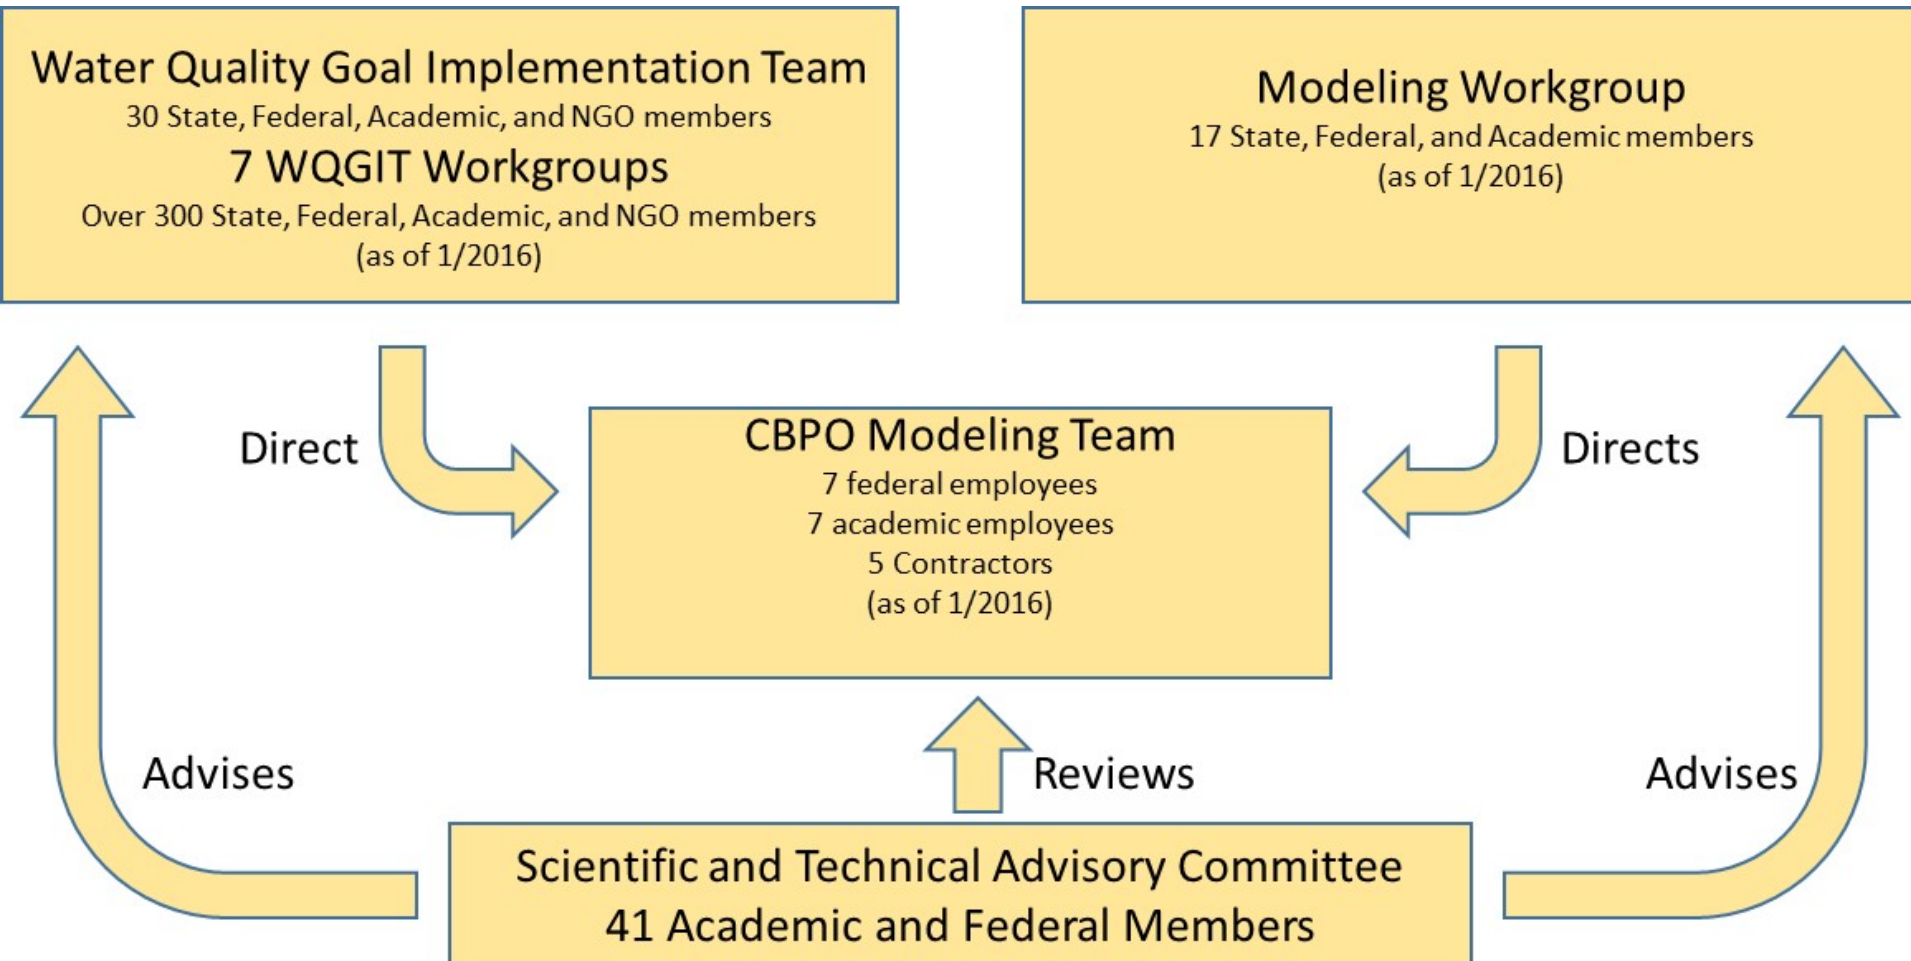 Water Quality Goal Implementation Team
30 State, Federal, Academic, and NGO members
7 WQGIT Workgroups
Over 300 State, Federal, Academic, and NGO members
(as of 1/2016)
Modeling Workgroup
17 State, Federal, and Academic members
(as of 1/2016)
Direct
CBPO Modeling Team
7 federal employees
7 academic employees
5 Contractors
(as of 1/2016)
Directs
Advises
Reviews
Advises
Scientific and Technical Advisory Committee
41 Academic and Federal Members